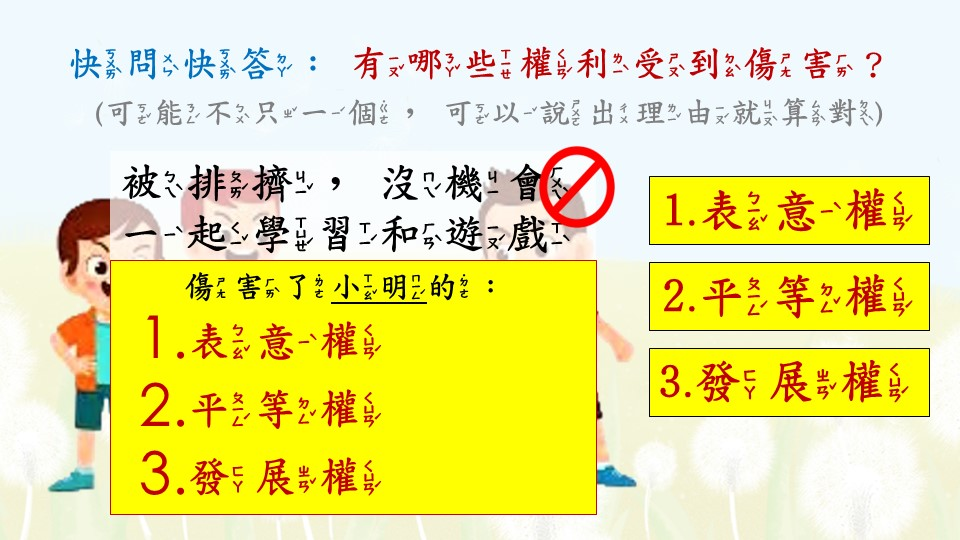 快問快答： 有哪些權利受到傷害？
(可能不只一個， 可以說出理由就算對)
被排擠， 沒機會
一起學習和遊戲
傷害了小明的：
1.表意權
2.平等權
3.發展權
1.表意權
2.平等權
3.發展權